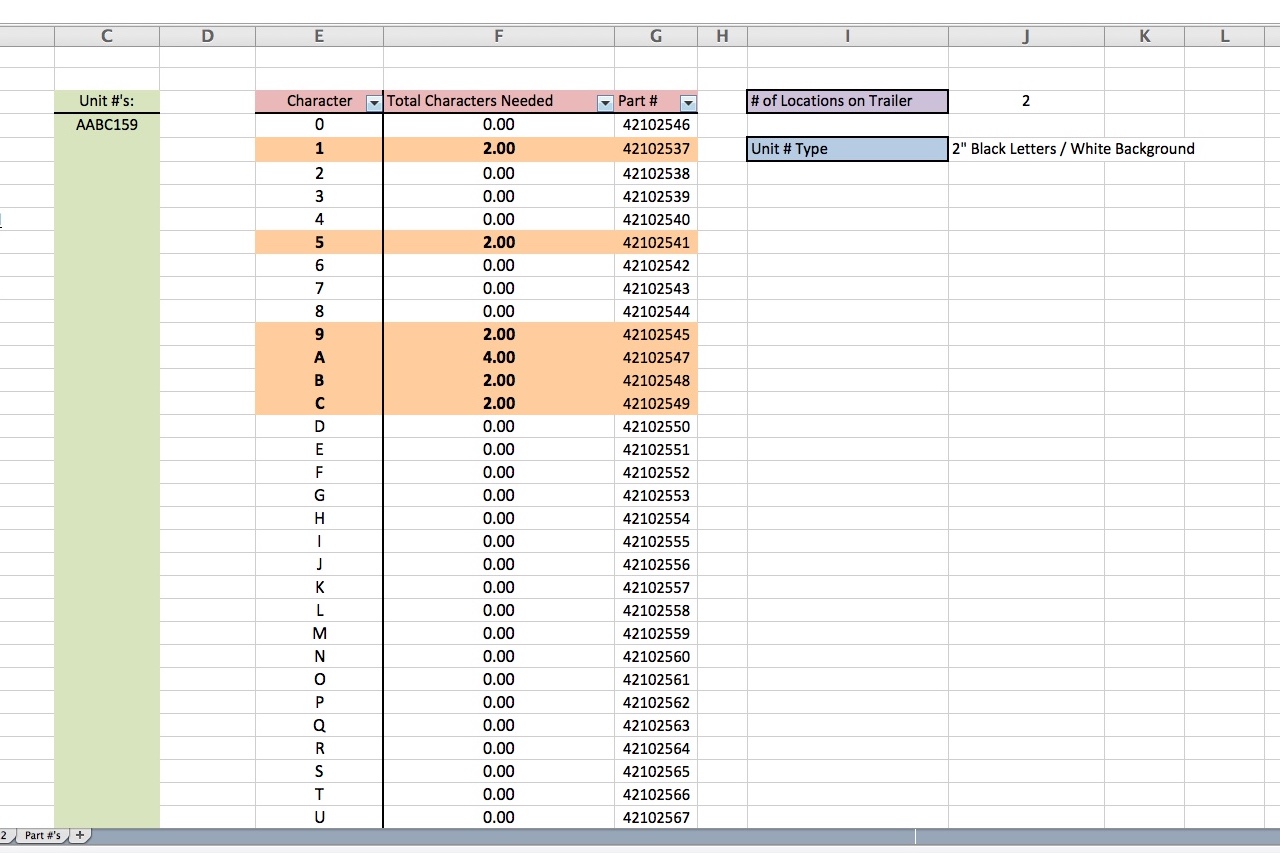 C D E F G H I J K L
Unit #'s: Character Total Characters Needed Part # # of Locations on Trailer 2
AABC159 0 0.00 42102546
1 2.00 42102537 Unit # Type 2" Black Letters / White Background
2 0.00 42102538
3 0.00 42102539
4 0.00 42102540
5 2.00 42102541
6 0.00 42102542
7 0.00 42102543
8 0.00 42102544
9 2.00 42102545
A 4.00 42102547
B 2.00 42102548
C 2.00 42102549
D 0.00 42102550
E 0.00 42102551
F 0.00 42102552
G 0.00 42102553
H 0.00 42102554
I 0.00 42102555
J 0.00 42102556
K 0.00 42102557
L 0.00 42102558
M 0.00 42102559
N 0.00 42102560
O 0.00 42102561
P 0.00 42102562
Q 0.00 42102563
R 0.00 42102564
S 0.00 42102565
T 0.00 42102566
U 0.00 42102567
2 Part #'s +